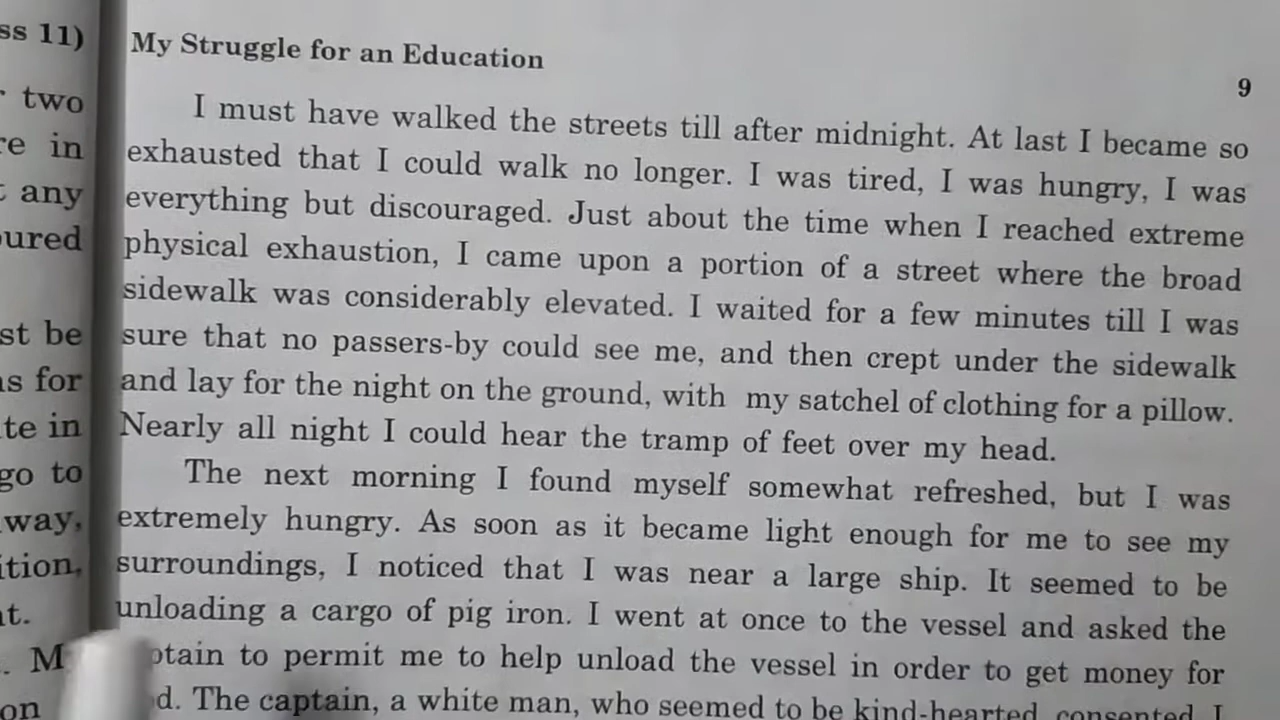 ss 11)
two
re in
any
oured
st be
as for
te in
go to
way,
ition,
nt.
. M
on
My Struggle for an Education
9
I must have walked the streets till after midnight. At last I became so
exhausted that I could walk no longer. I was tired, I was hungry, I was
everything but discouraged. Just about the time when I reached extreme
physical exhaustion, I came upon a portion of a street where the broad
sidewalk was considerably elevated. I waited for a few minutes till I was
sure that no passers-by could see me, and then crept under the sidewalk
and lay for the night on the ground, with my satchel of clothing for a pillow.
Nearly all night I could hear the tramp of feet over my head.
The next morning I found myself somewhat refreshed, but I was
extremely hungry. As soon as it became light enough for me to see my
surroundings, I noticed that I was near a large ship. It seemed to be
unloading a cargo of pig iron. I went at once to the vessel and asked the
ptain to permit me to help unload the vessel in order to get money for
d. The captain, a white man, who seemed to be kind-hearted, consented. I